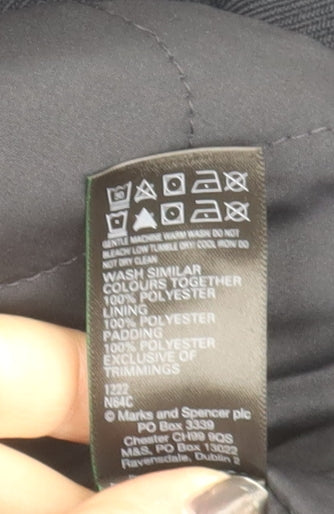 30
GENTLE MACHINE WARM WASH DO NOT
BLEACH LOW TUMBLE DRY COOL IRON DO
NOT DRY CLEAN
WASH SIMILAR
COLOURS TOGETHER
100% POLYESTER
LINING
100% POLYESTER
PADDING
100% POLYESTER
EXCLUSIVE OF
TRIMMINGS
1222
N64C
© Marks and Spencer plc
PO Box 3339
Chester CH99 9QS
M&S, PO Box 13022
Ravensdale, Dublin 2